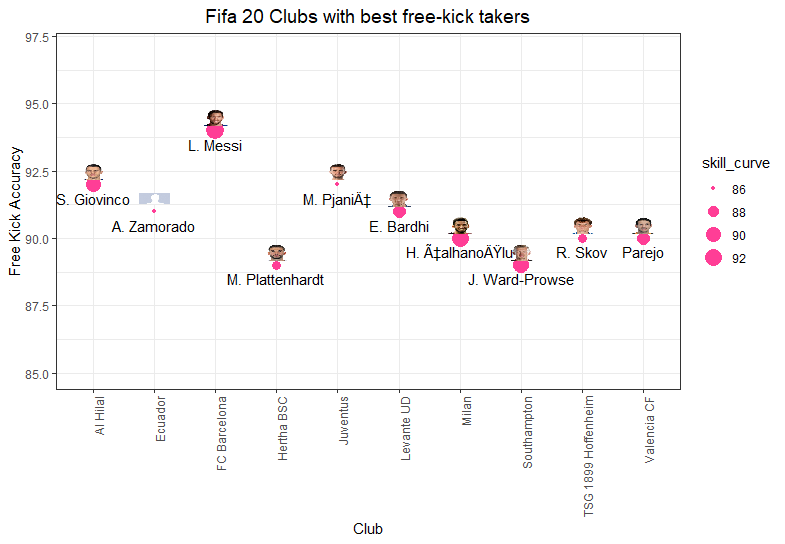 Fifa 20 Clubs with best free-kick takers
97.5
95.0
92.5
90.0
87.5
85.0
Free Kick Accuracy
L. Messi
S. Giovinco
M. PjaniÄ‡
A. Zamorado
E. Bardhi
H. Ã‡alhanoÄŸlu
R. Skov
Parejo
M. Plattenhardt
J. Ward-Prowse
skill_curve
86
88
90
92
Al Hilal
Ecuador
FC Barcelona
Hertha BSC
Juventus
Levante UD
Milan
Southampton
TSG 1899 Hoffenheim
Valencia CF
Club